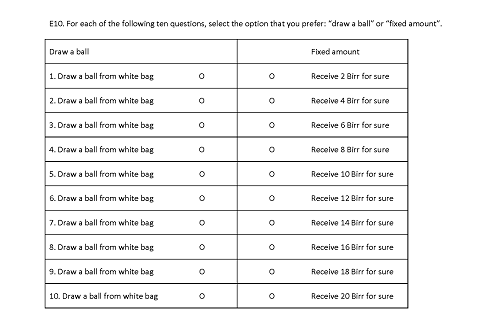 E10. For each of the following ten questions, select the option that you prefer: “draw a ball” or “fixed amount”.
Draw a ball Fixed amount
1. Draw a ball from white bag O O Receive 2 Birr for sure
2. Draw a ball from white bag O O Receive 4 Birr for sure
3. Draw a ball from white bag O O Receive 6 Birr for sure
4. Draw a ball from white bag O O Receive 8 Birr for sure
5. Draw a ball from white bag O O Receive 10 Birr for sure
6. Draw a ball from white bag O O Receive 12 Birr for sure
7. Draw a ball from white bag O O Receive 14 Birr for sure
8. Draw a ball from white bag O O Receive 16 Birr for sure
9. Draw a ball from white bag O O Receive 18 Birr for sure
10. Draw a ball from white bag O O Receive 20 Birr for sure